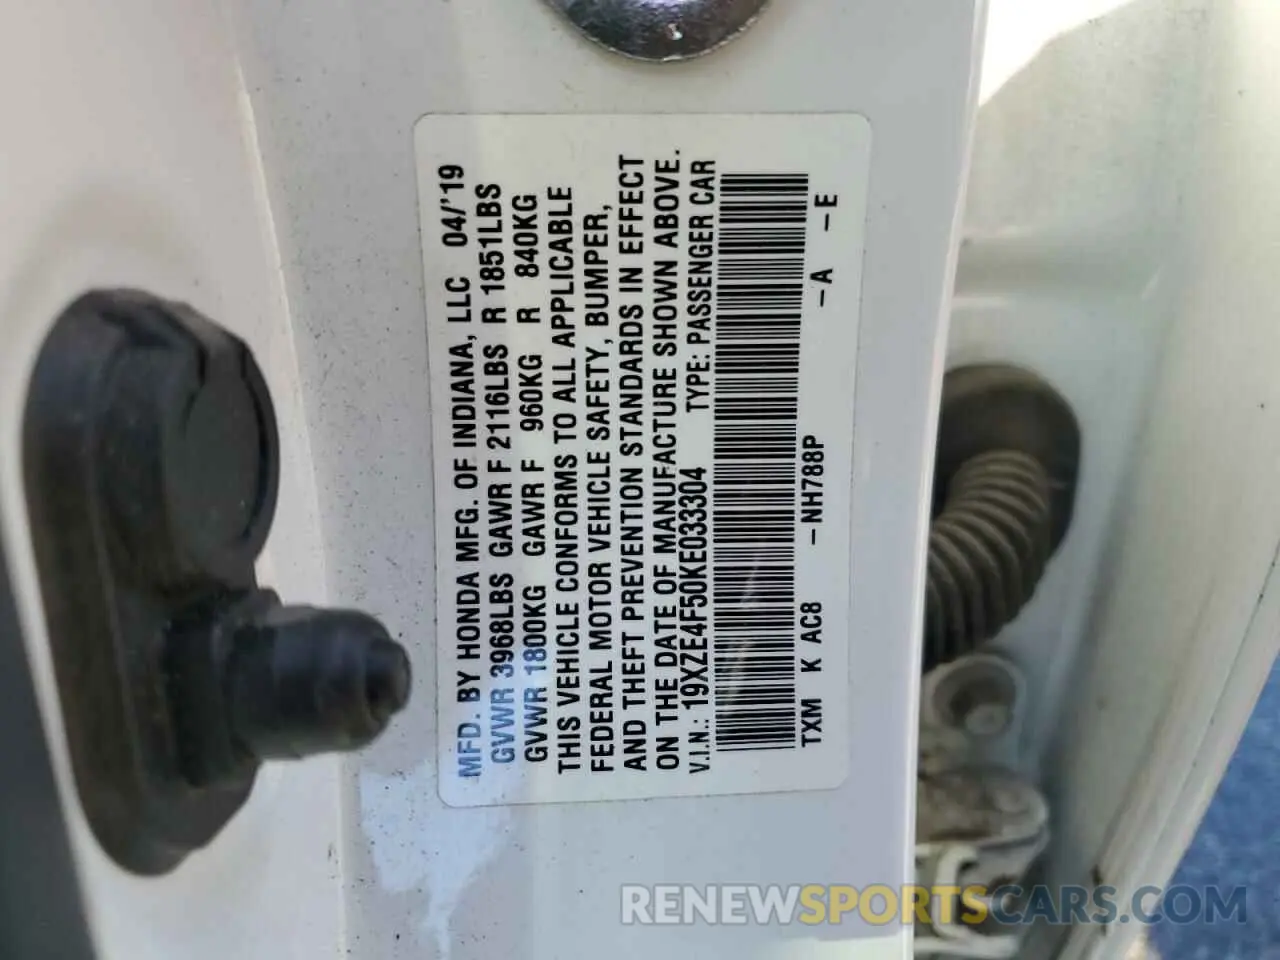 MFD. BY HONDA MFG. OF INDIANA, LLC 04/'19
GVWR 3968LBS GAWR F 2116LBS R 1851LBS
GVWR 1800KG GAWR F 960KG R 840KG
THIS VEHICLE CONFORMS TO ALL APPLICABLE
FEDERAL MOTOR VEHICLE SAFETY, BUMPER,
AND THEFT PREVENTION STANDARDS IN EFFECT
ON THE DATE OF MANUFACTURE SHOWN ABOVE.
V.I.N.: 19XZE4F50KE033304 TYPE: PASSENGER CAR
TXM K AC8 -NH788P -A -E
RENEWSPORTSCARS.COM